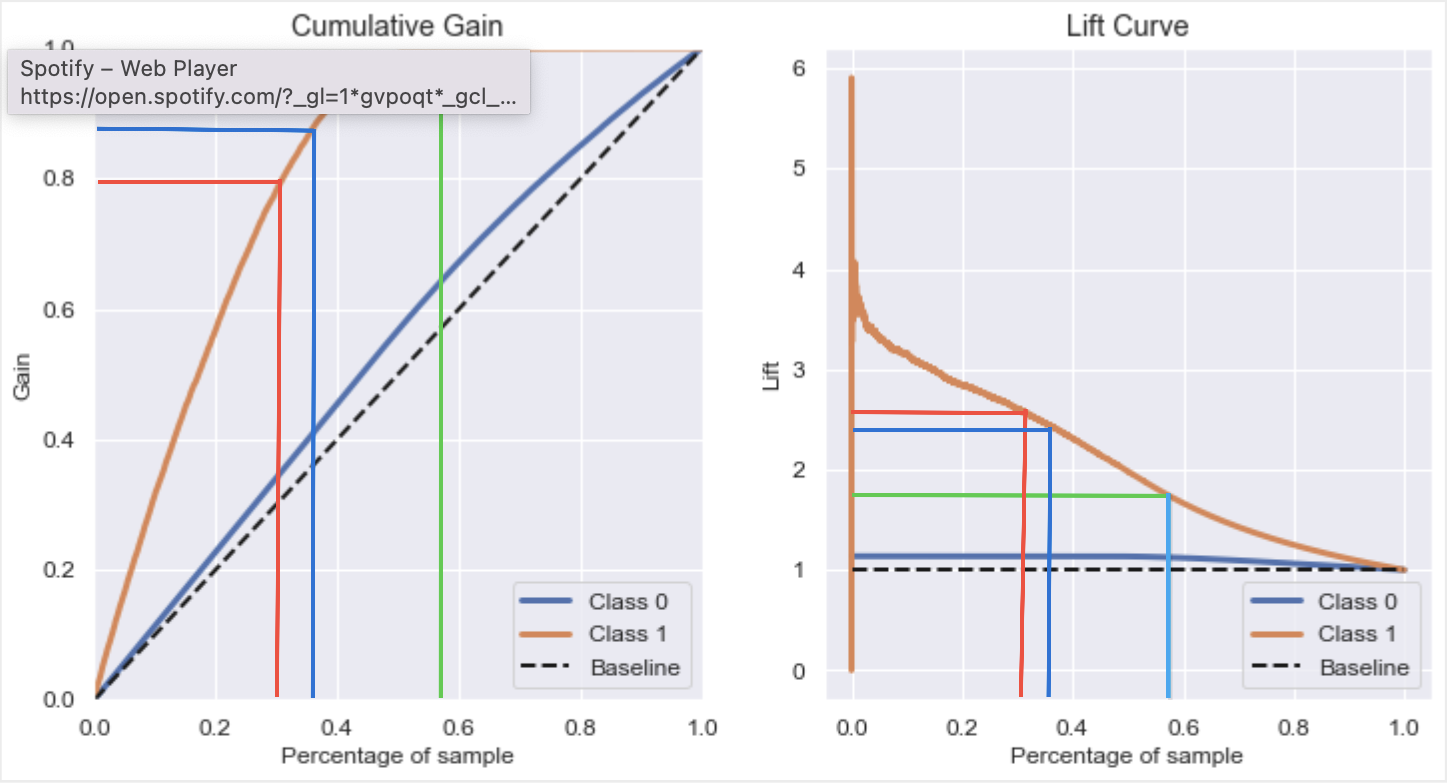 Cumulative Gain
1.0
Spotify – Web Player
https://open.spotify.com/?_gl=1*gvpoqt*_gcl_...
0.8
0.6
0.4
0.2
0.0
Gain
Class 0
Class 1
Baseline
0.0 0.2 0.4 0.6 0.8 1.0
Percentage of sample
Lift Curve
6
5
4
3
2
1
0
Lift
Class 0
Class 1
Baseline
0.0 0.2 0.4 0.6 0.8 1.0
Percentage of sample